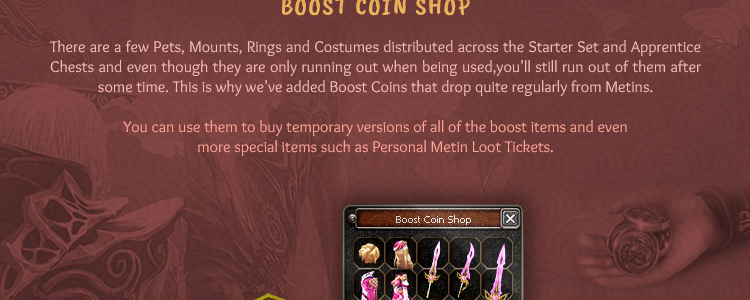 BOOST COIN SHOP
There are a few Pets, Mounts, Rings and Costumes distributed across the Starter Set and Apprentice
Chests and even though they are only running out when being used,you'll still run out of them after
some time. This is why we've added Boost Coins that drop quite regularly from Metins.
You can use them to buy temporary versions of all of the boost items and even
more special items such as Personal Metin Loot Tickets.
Boost Coin Shop